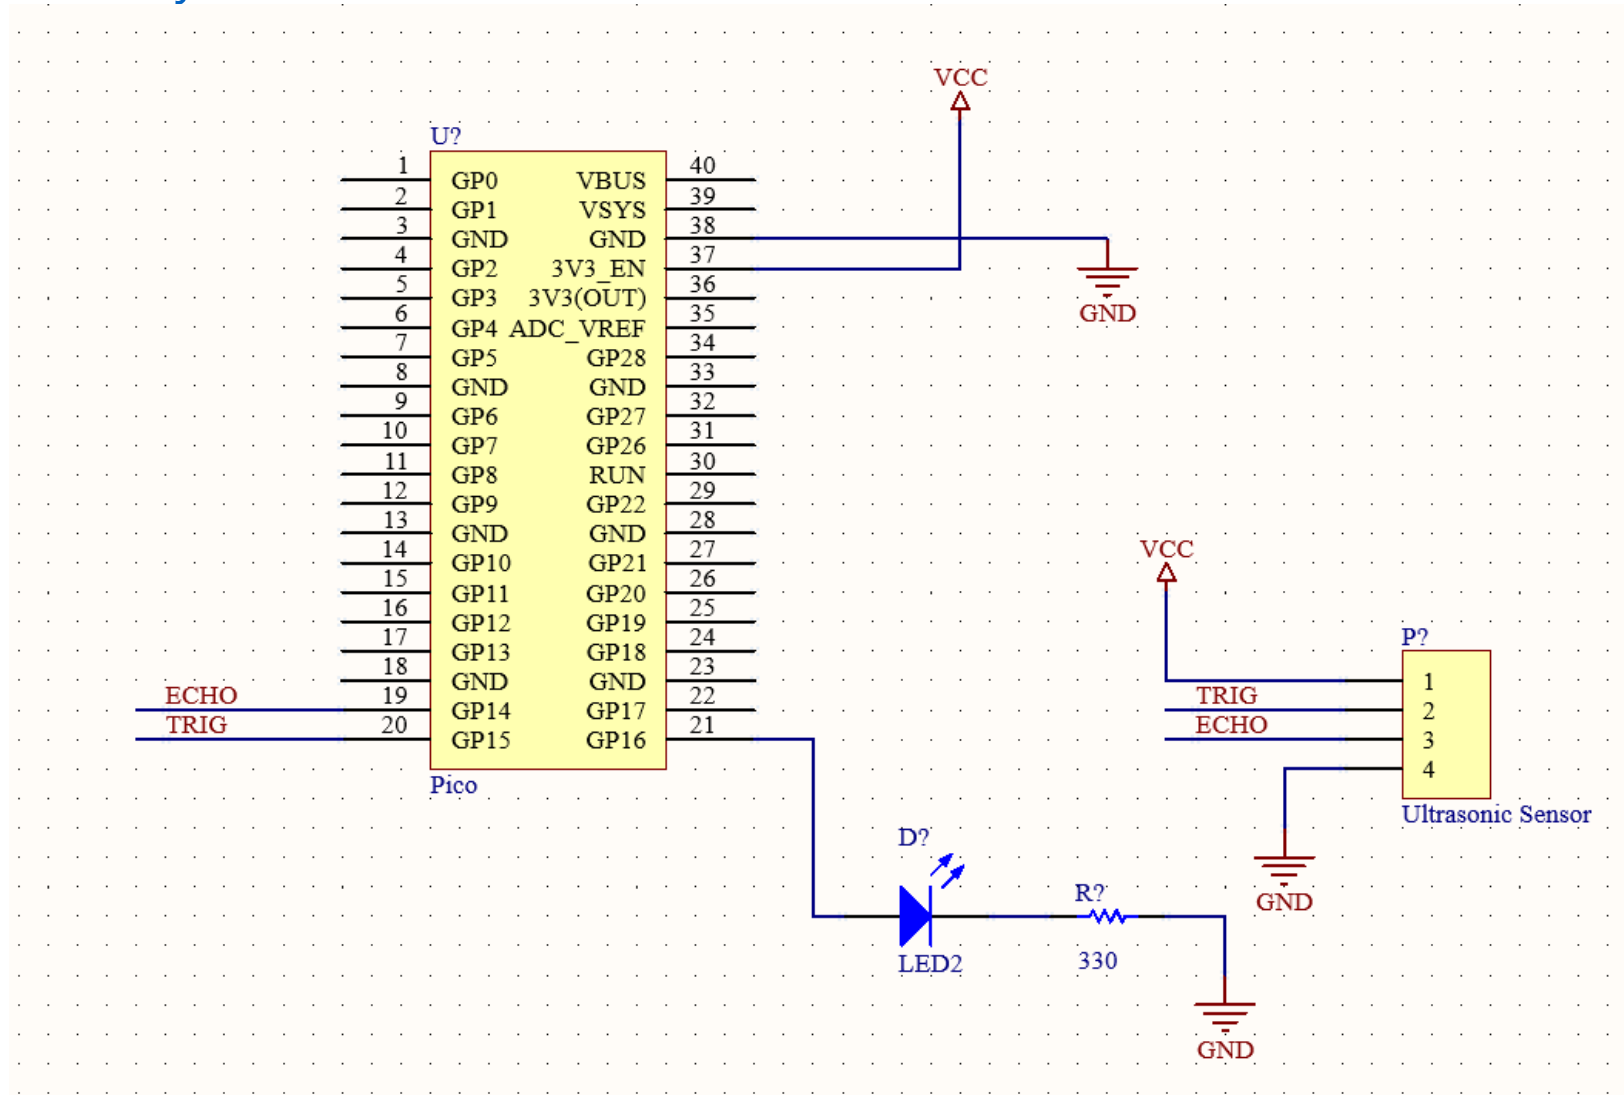 VCC
U?
1 GP0 VBUS 40
2 GP1 VSYS 39
3 GND GND 38
4 GP2 3V3_EN 37
5 GP3 3V3(OUT) 36
6 GP4 ADC_VREF 35
7 GP5 GP28 34
8 GND GND 33
9 GP6 GP27 32
10 GP7 GP26 31
11 GP8 RUN 30
12 GP9 GP22 29
13 GND GND 28
14 GP10 GP21 27
15 GP11 GP20 26
16 GP12 GP19 25
17 GP13 GP18 24
18 GND GND 23
ECHO 19 GP14 GP17 22
TRIG 20 GP15 GP16 21
Pico
GND
VCC
P?
1
TRIG 2
ECHO 3
4
Ultrasonic Sensor
GND
D?
LED2
R?
330
GND